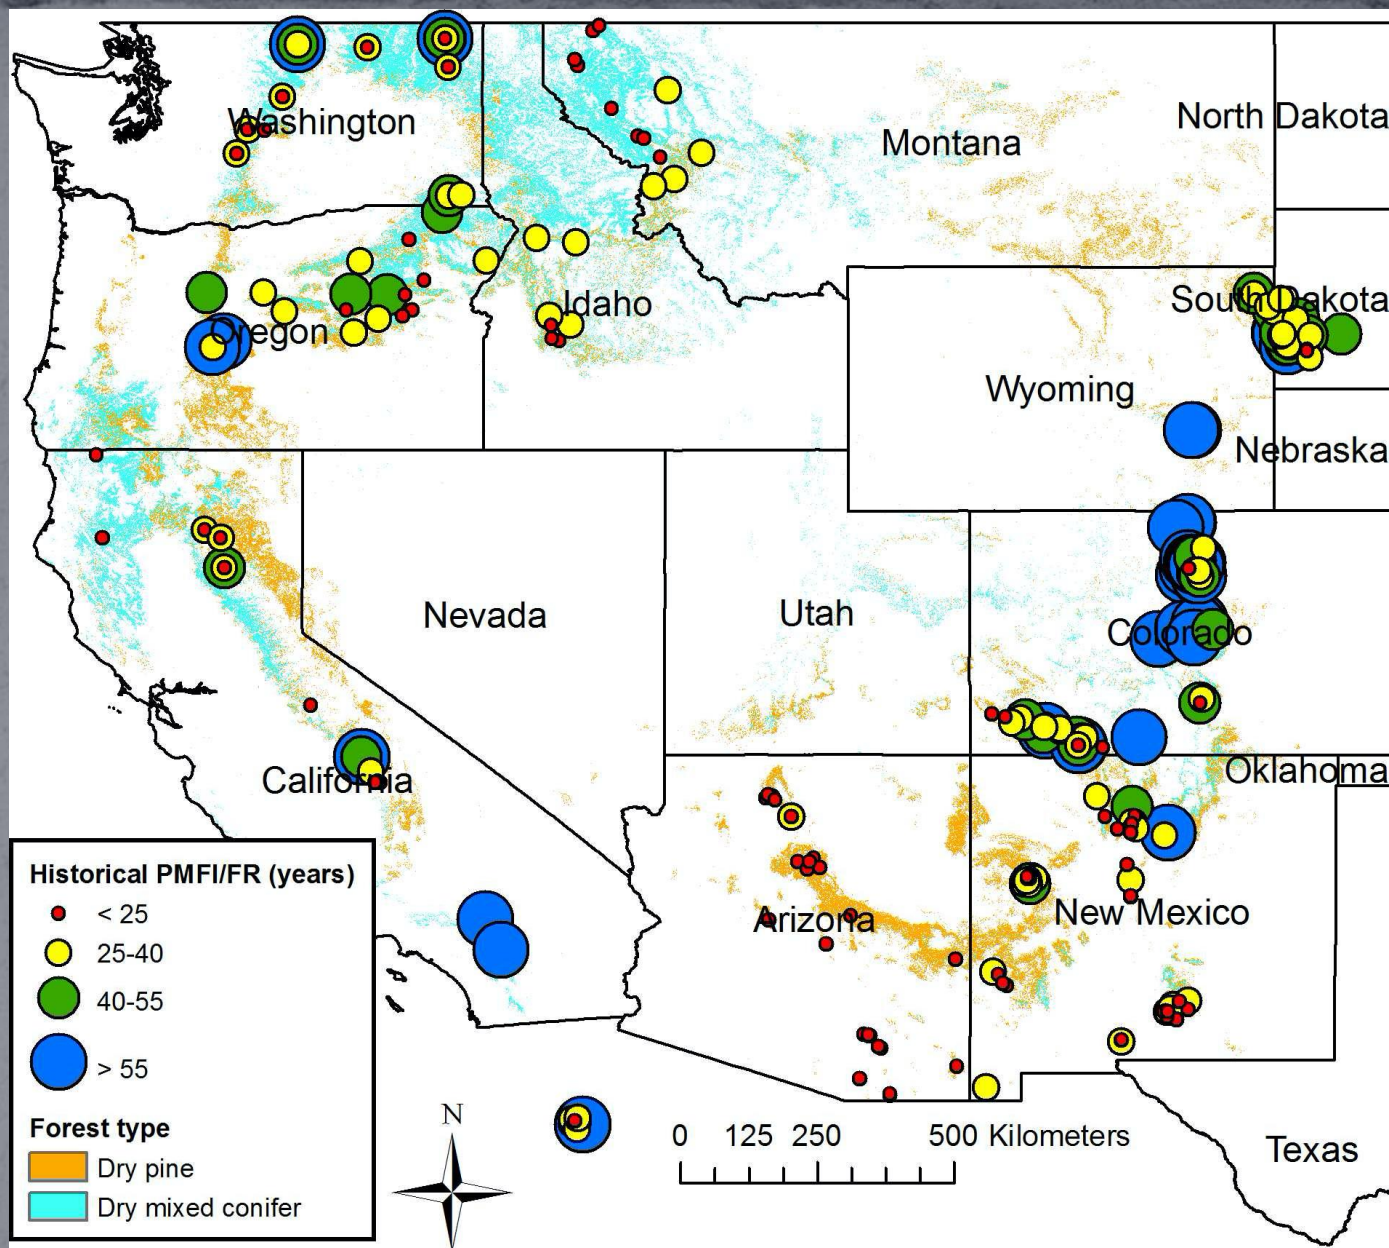 Washington
Montana
North Dakota
Idaho
South Dakota
Oregon
Wyoming
Nebraska
Nevada
Utah
Colorado
California
Oklahoma
Arizona
New Mexico
Texas
Historical PMFI/FR (years)
< 25
25-40
40-55
> 55
Forest type
Dry pine
Dry mixed conifer
N
0 125 250 500 Kilometers